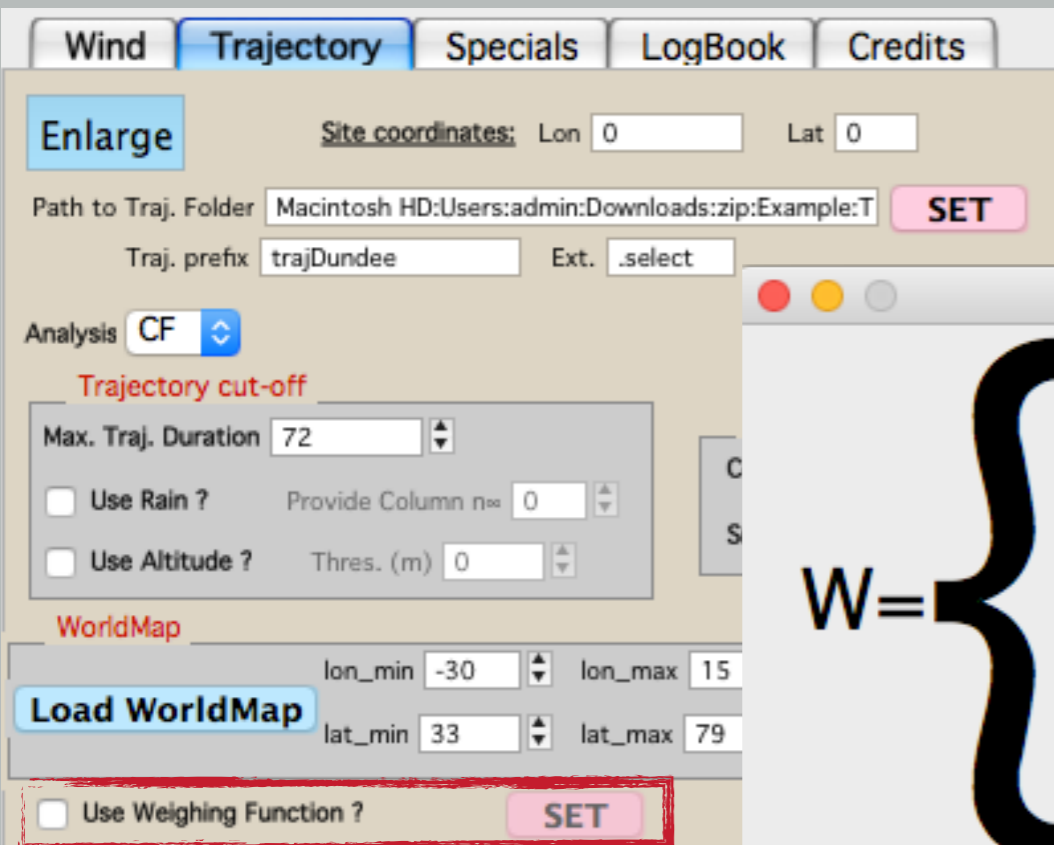 Wind Trajectory Specials LogBook Credits
Enlarge Site coordinates: Lon 0 Lat 0
Path to Traj. Folder Macintosh HD:Users:admin:Downloads:zip:Example:T SET
Traj. prefix trajDundee Ext. .select
Analysis CF
Trajectory cut-off
Max. Traj. Duration 72
Use Rain ? Provide Column n∞ 0
Use Altitude ? Thres. (m) 0
W={
WorldMap
lon_min -30 lon_max 15
Load WorldMap
lat_min 33 lat_max 79
Use Weighing Function ? SET